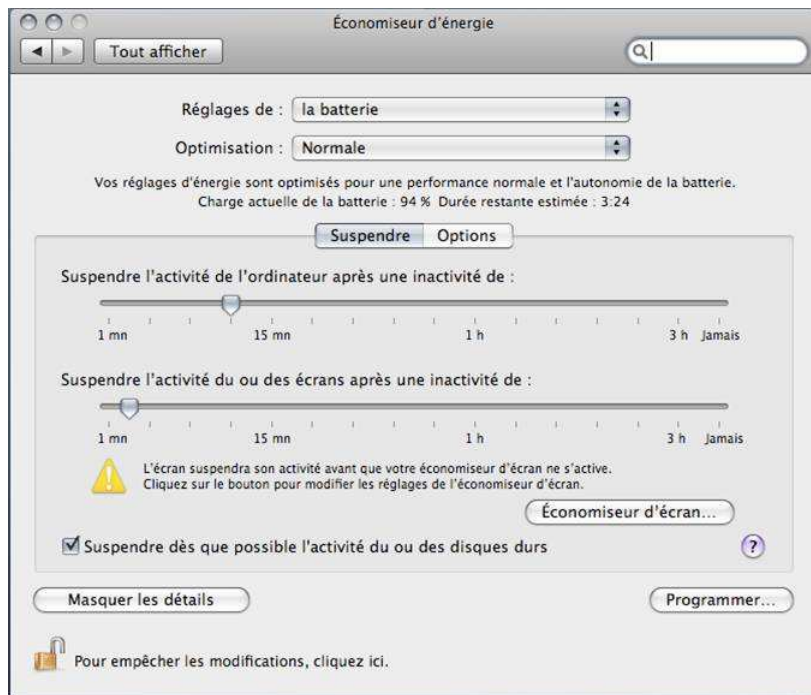 Économiseur d'énergie
Tout afficher
Réglages de : la batterie
Optimisation : Normale
Vos réglages d'énergie sont optimisés pour une performance normale et l'autonomie de la batterie.
Charge actuelle de la batterie : 94 % Durée restante estimée : 3:24
Suspendre Options
Suspendre l'activité de l'ordinateur après une inactivité de :
1 mn 15 mn 1 h 3 h Jamais
Suspendre l'activité du ou des écrans après une inactivité de :
1 mn 15 mn 1 h 3 h Jamais
L'écran suspendra son activité avant que votre économiseur d'écran ne s'active.
Cliquez sur le bouton pour modifier les réglages de l'économiseur d'écran.
Économiseur d'écran...
Suspendre dès que possible l'activité du ou des disques durs ?
Masquer les détails Programmer...
Pour empêcher les modifications, cliquez ici.